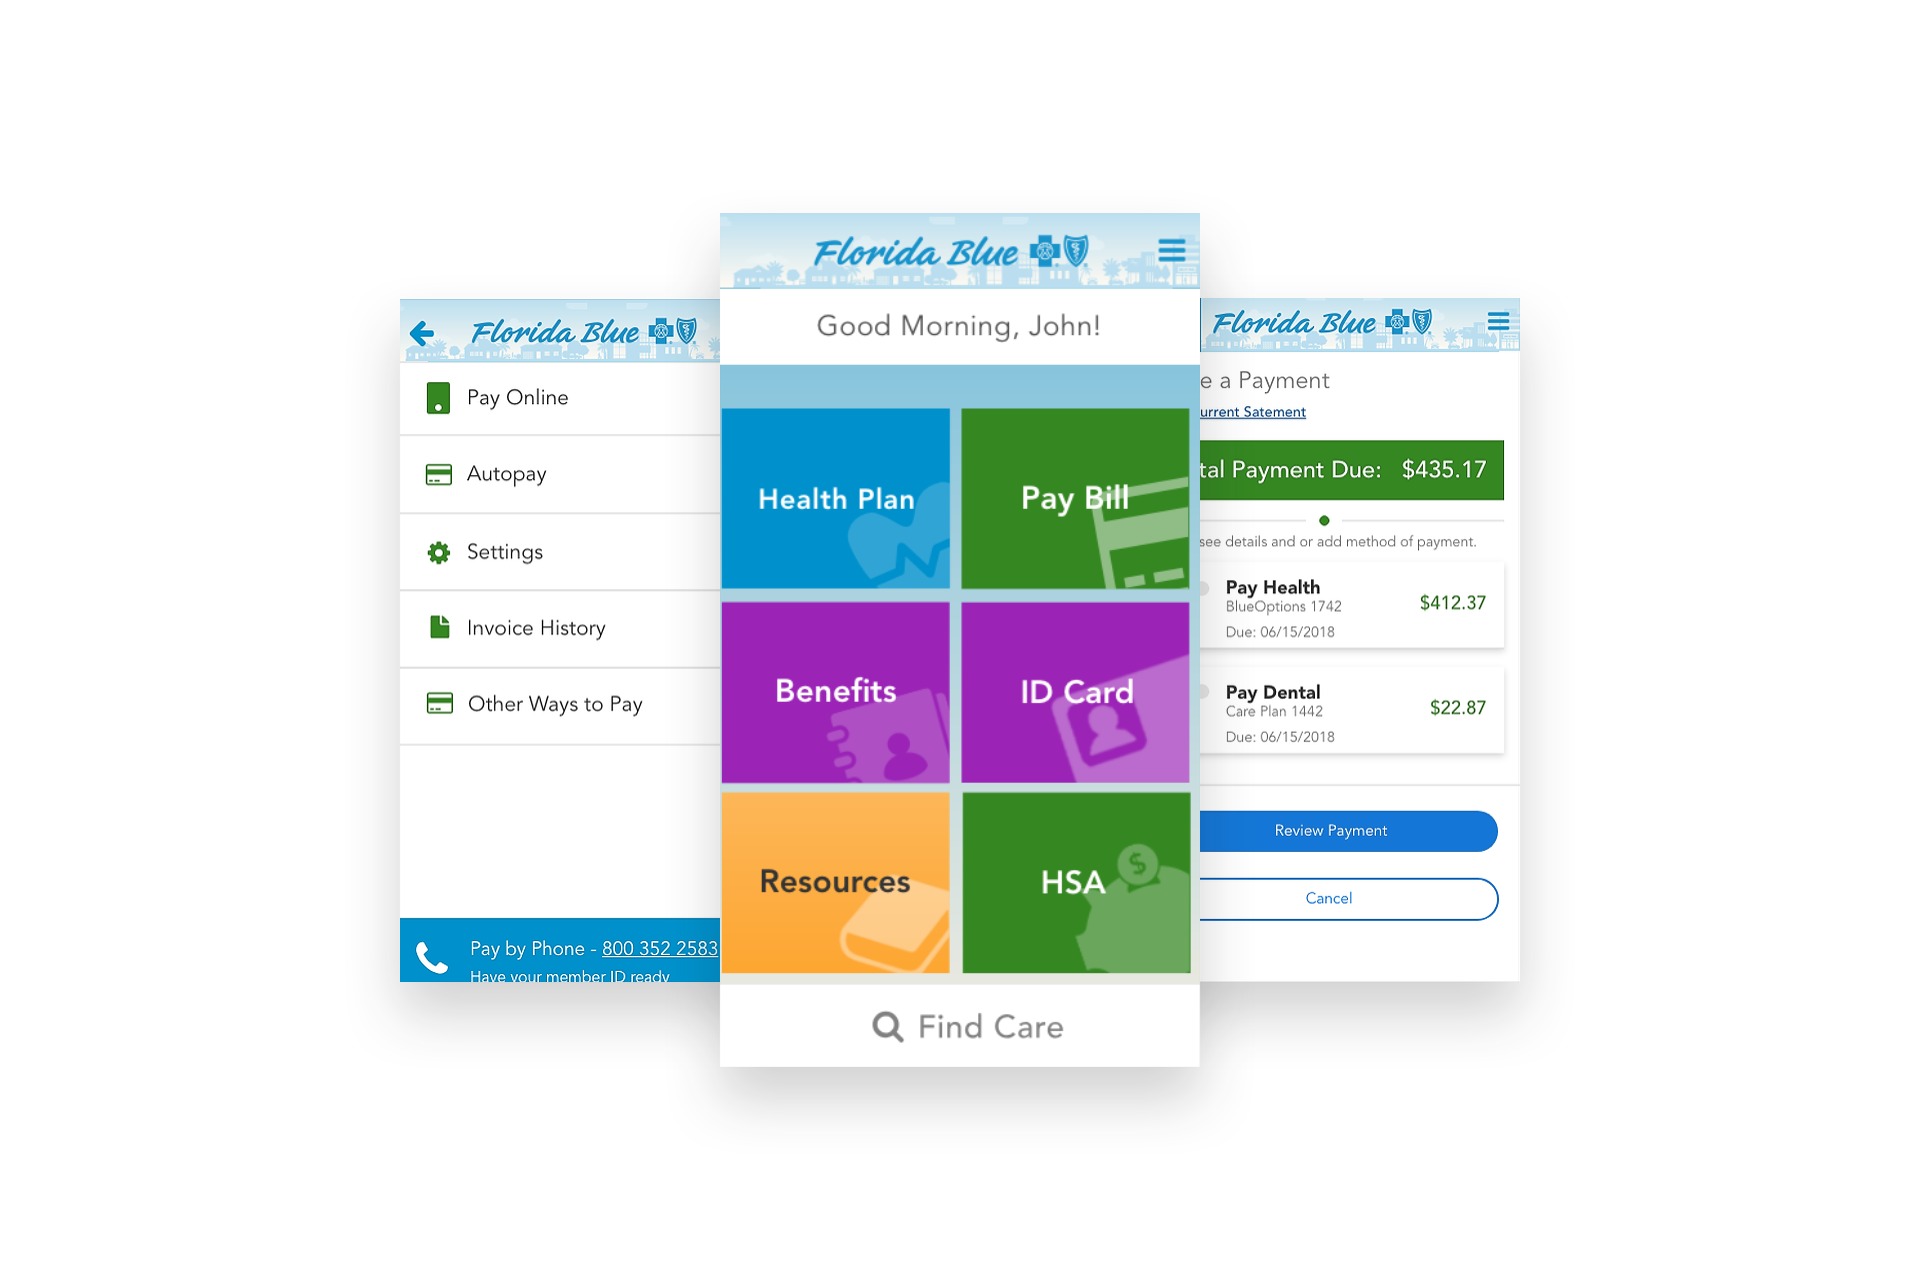 Florida Blue
Pay Online
Autopay
Settings
Invoice History
Other Ways to Pay
Pay by Phone - 800 352 2583
Have your member ID ready
Florida Blue
Good Morning, John!
Health Plan
Pay Bill
Benefits
ID Card
Resources
$
HSA
Find Care
Florida Blue
e a Payment
urrent Satement
tal Payment Due: $435.17
see details and or add method of payment.
Pay Health
BlueOptions 1742
$412.37
Due: 06/15/2018
Pay Dental
Care Plan 1442
$22.87
Due: 06/15/2018
Review Payment
Cancel